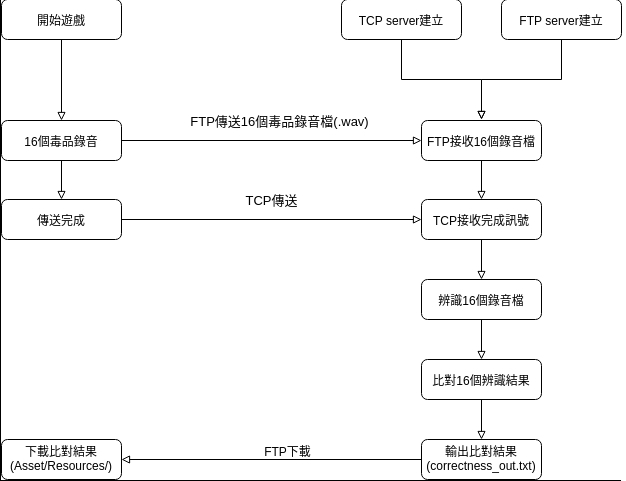 開始遊戲
TCP server建立
FTP server建立
FTP傳送16個毒品錄音檔(.wav)
16個毒品錄音
FTP接收16個錄音檔
TCP傳送
傳送完成
TCP接收完成訊號
辨識16個錄音檔
比對16個辨識結果
下載比對結果
(Asset/Resources/)
FTP下載
輸出比對結果
(correctness_out.txt)